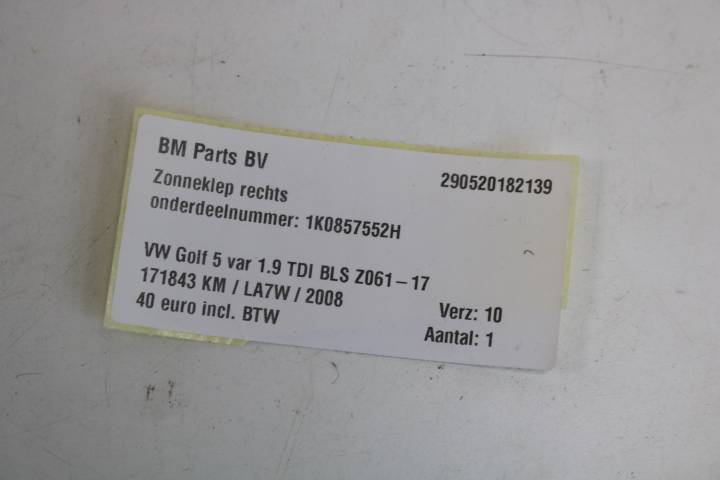 BM Parts BV
290520182139
Zonneklep rechts
onderdeelnummer: 1K0857552H
VW Golf 5 var 1.9 TDI BLS Z061-17
171843 KM / LA7W / 2008
Verz: 10
40 euro incl. BTW
Aantal: 1